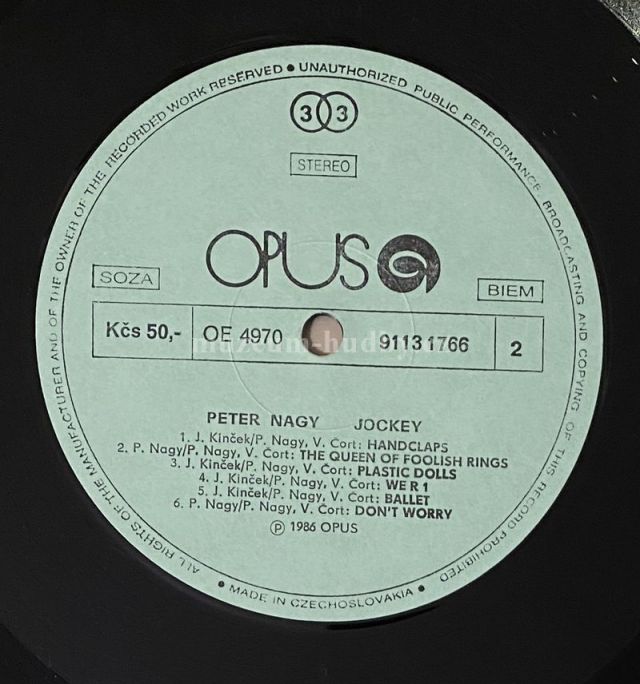 ALL RIGHTS OF THE MANUFACTURER AND OF THE OWNER OF THE RECORDED WORK RESERVED ● UNAUTHORIZED PUBLIC PERFORMANCE, BROADCASTING AND COPYING OF THIS RECORD PROHIBITED
33
STEREO
OPUS
SOZA
BIEM
Kčs 50,- OE 4970 9113 1766 2
PETER NAGY JOCKEY
1. J. Kinček/P. Nagy, V. Čort: HANDCLAPS
2. P. Nagy/P. Nagy, V. Čort: THE QUEEN OF FOOLISH RINGS
3. J. Kinček/P. Nagy, V. Čort: PLASTIC DOLLS
4. J. Kinček/P. Nagy, V. Čort: WE R 1
5. J. Kinček/P. Nagy, V. Čort: BALLET
6. P. Nagy/P. Nagy, V. Čort: DON'T WORRY
Ⓟ 1986 OPUS
● MADE IN CZECHOSLOVAKIA ●